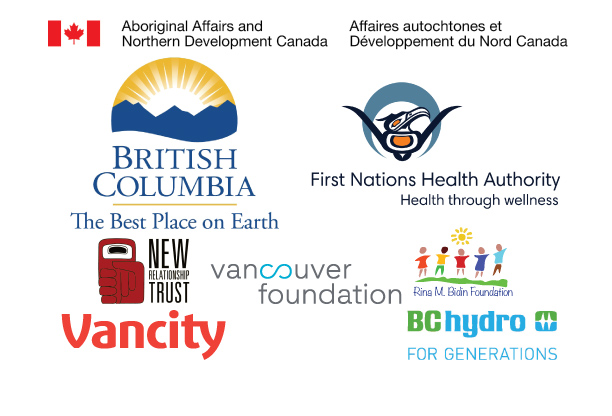 Aboriginal Affairs and
Northern Development Canada
Affaires autochtones et
Développement du Nord Canada
BRITISH
COLUMBIA
The Best Place on Earth
First Nations Health Authority
Health through wellness
NEW
RELATIONSHIP
TRUST
vancouver
foundation
Rina M. Bidin Foundation
Vancity
BC hydro
FOR GENERATIONS